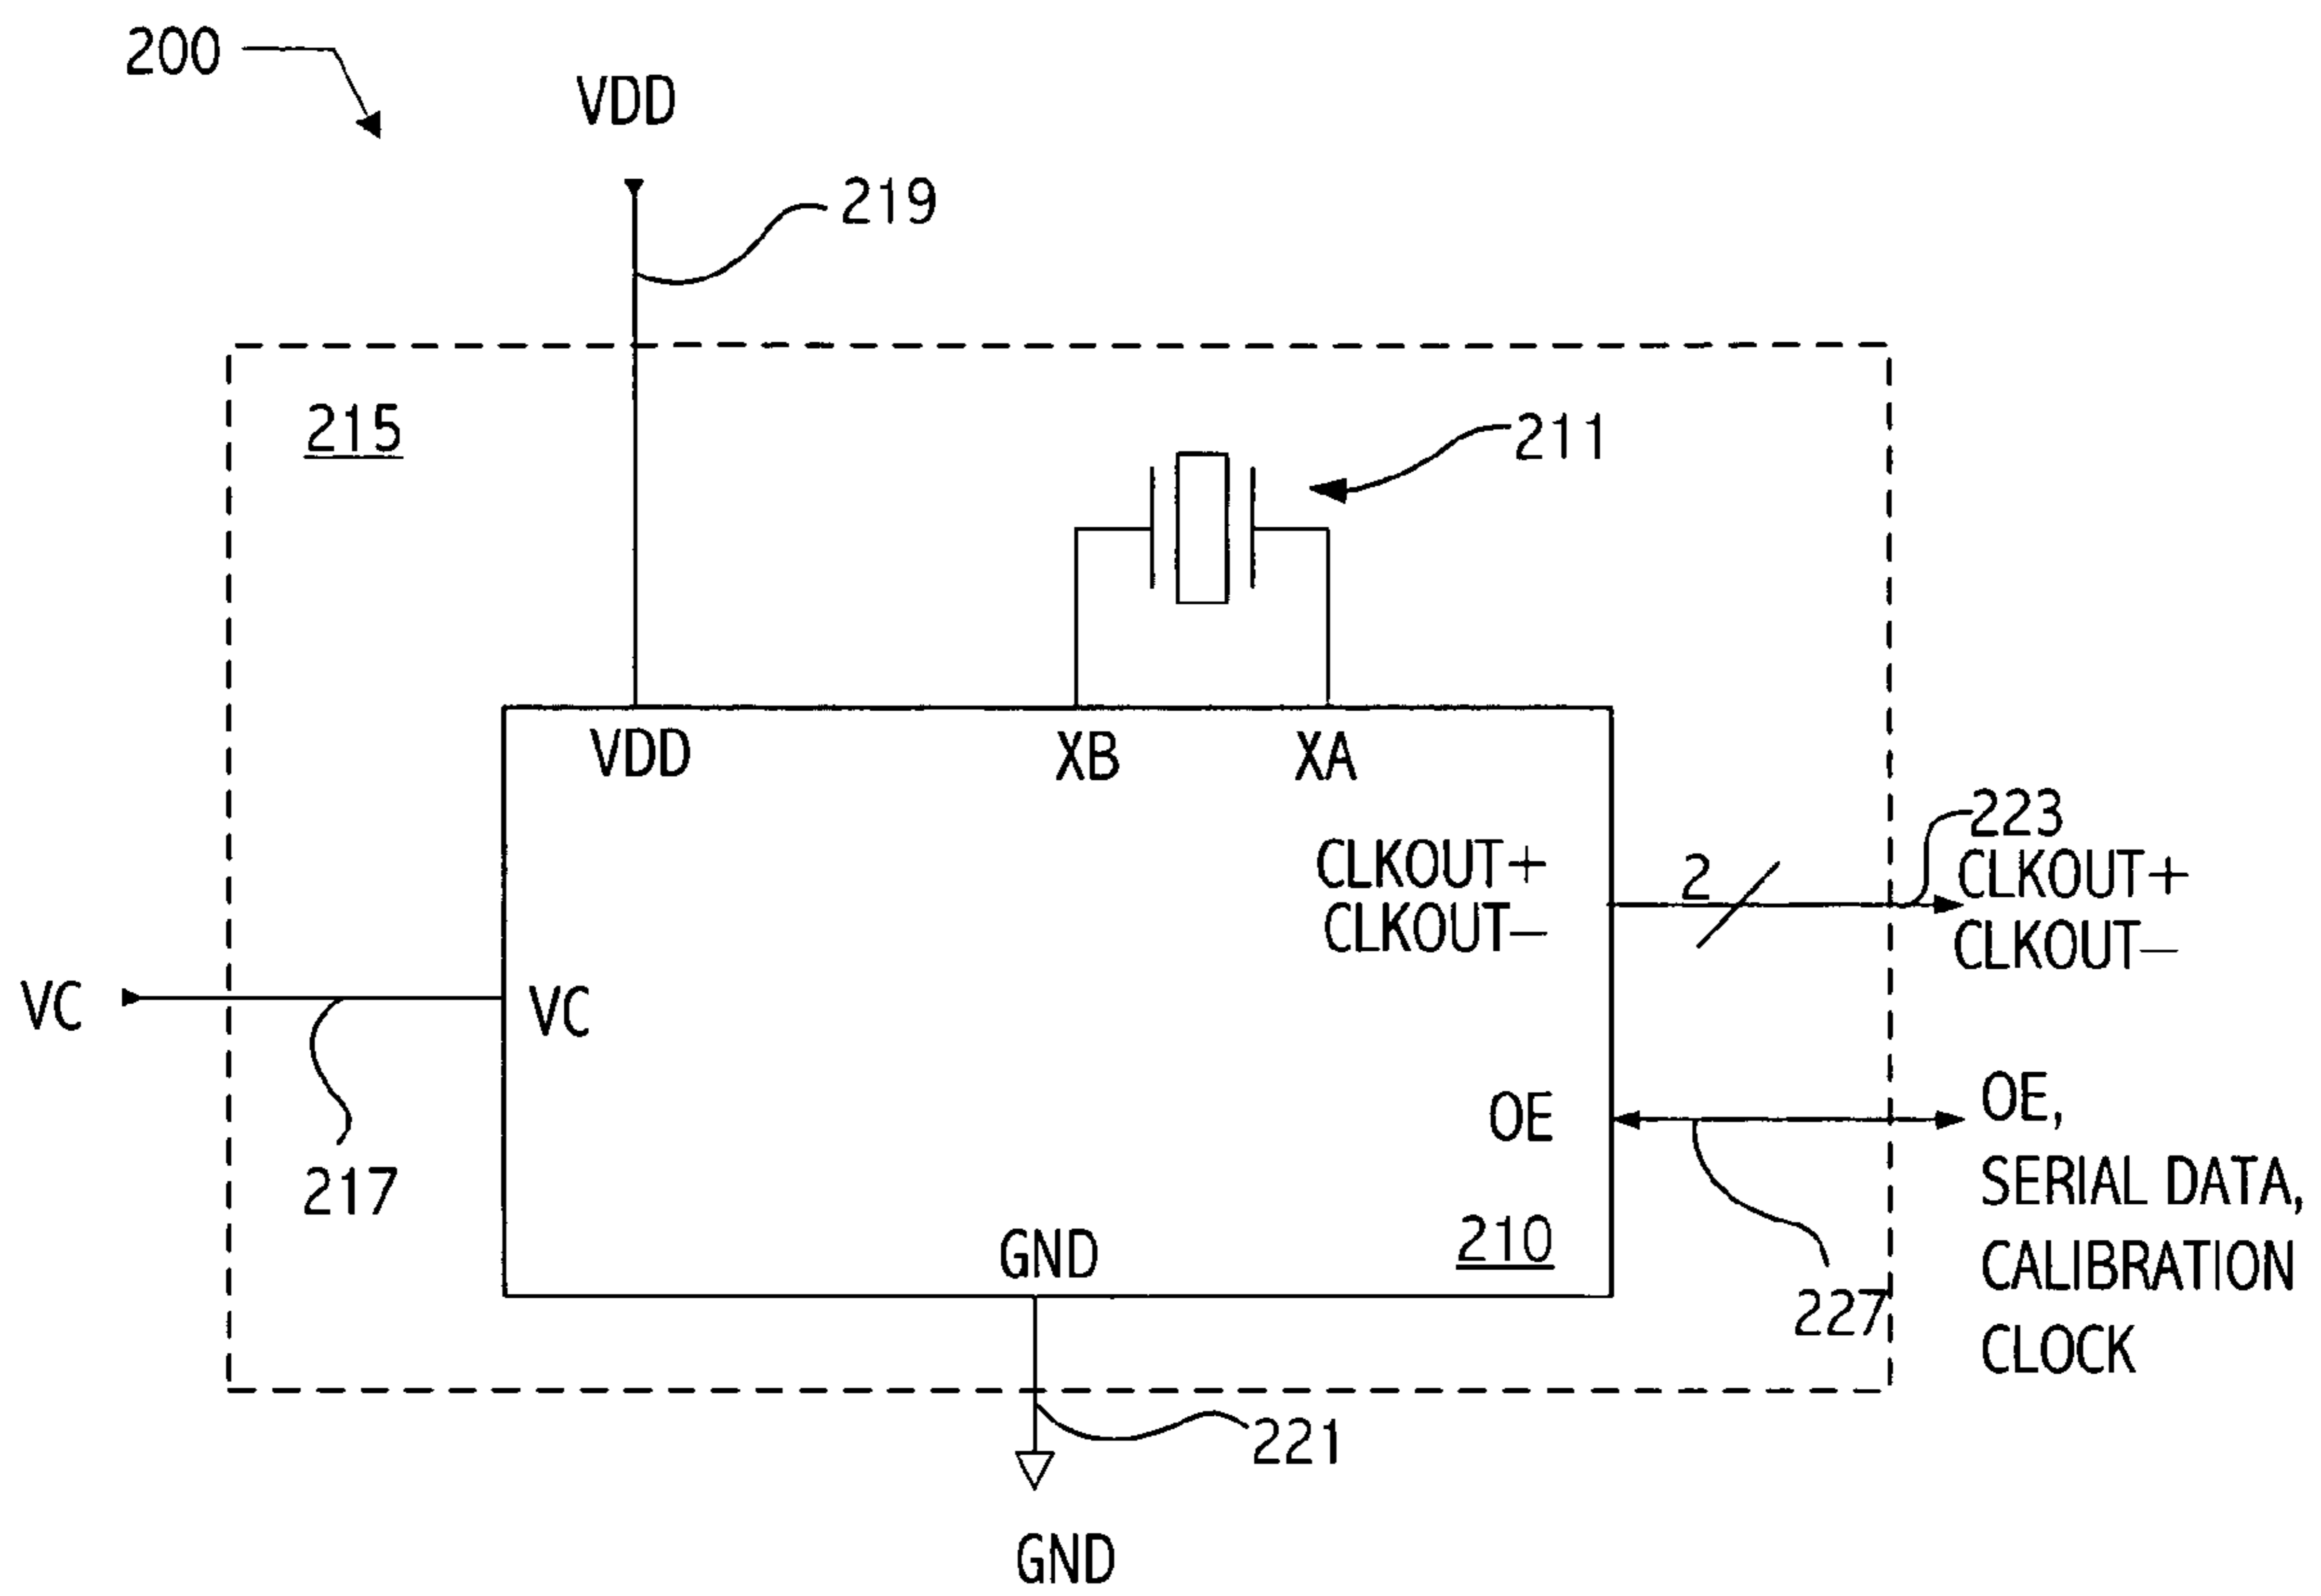 200
VDD
219
215
211
VDD
XB
XA
223
CLKOUT+
CLKOUT–
2
CLKOUT+
CLKOUT–
VC
VC
217
OE
OE,
SERIAL DATA,
CALIBRATION
CLOCK
210
227
GND
221
GND